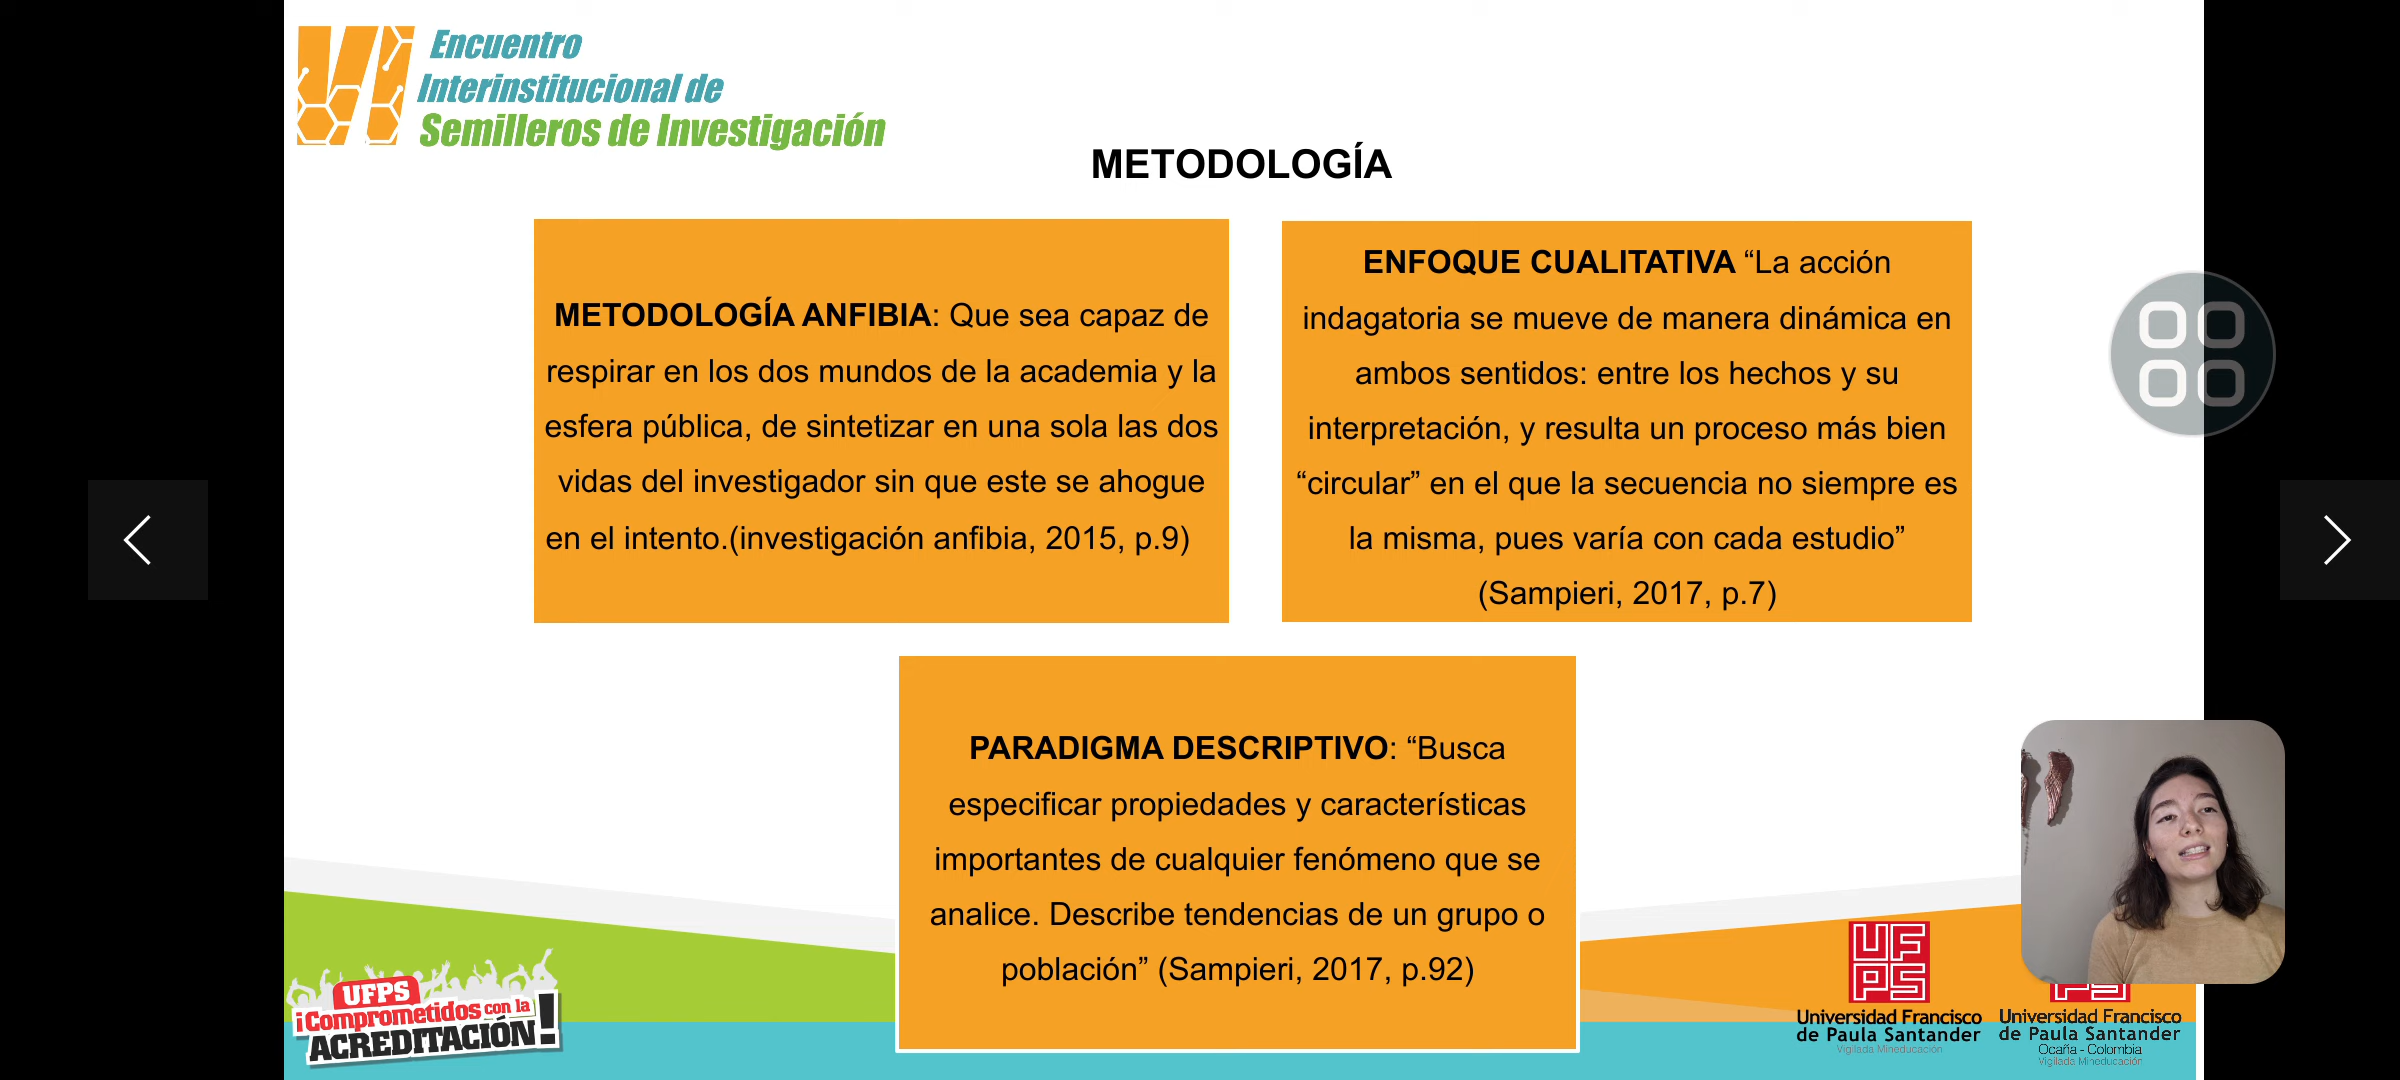 Encuentro
Interinstitucional de
Semilleros de Investigación
METODOLOGÍA
METODOLOGÍA ANFIBIA: Que sea capaz de
respirar en los dos mundos de la academia y la
esfera pública, de sintetizar en una sola las dos
vidas del investigador sin que este se ahogue
en el intento.(investigación anfibia, 2015, p.9)
ENFOQUE CUALITATIVA “La acción
indagatoria se mueve de manera dinámica en
ambos sentidos: entre los hechos y su
interpretación, y resulta un proceso más bien
“circular” en el que la secuencia no siempre es
la misma, pues varía con cada estudio”
(Sampieri, 2017, p.7)
PARADIGMA DESCRIPTIVO: “Busca
especificar propiedades y características
importantes de cualquier fenómeno que se
analice. Describe tendencias de un grupo o
población” (Sampieri, 2017, p.92)
UFPS
¡Comprometidos con la
ACREDITACIÓN!
UF
PS
Universidad Francisco
de Paula Santander
Vigilada Mineducación
Universidad Francisco
de Paula Santander
Ocaña - Colombia
Vigilada Mineducación